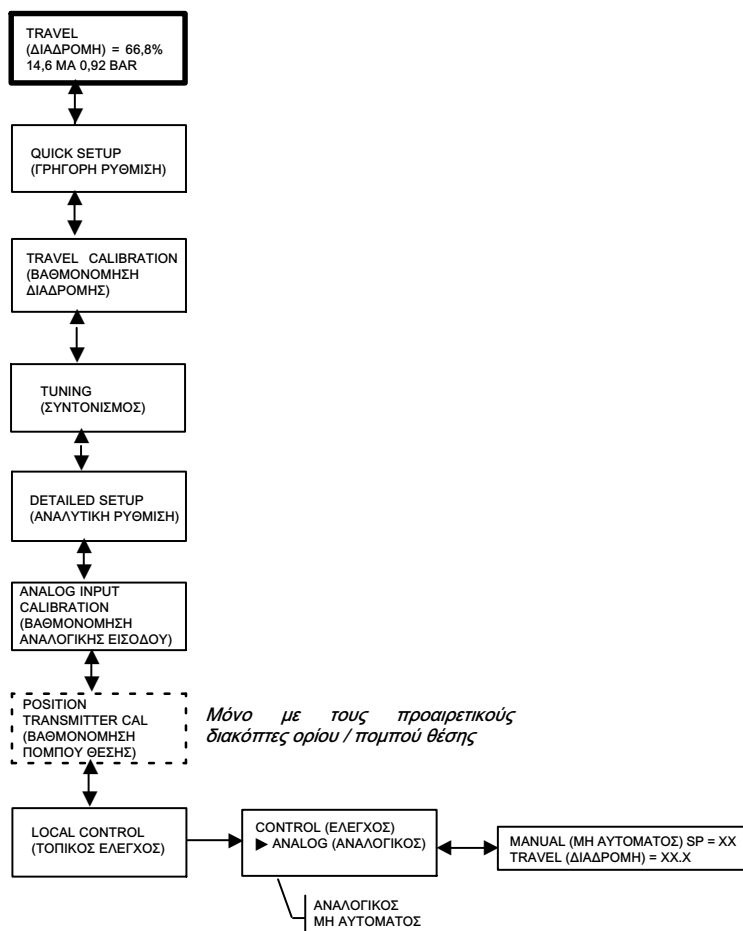 TRAVEL
(ΔΙΑΔΡΟΜΗ) = 66,8%
14,6 MA 0,92 BAR
QUICK SETUP
(ΓΡΗΓΟΡΗ ΡΥΘΜΙΣΗ)
TRAVEL CALIBRATION
(ΒΑΘΜΟΝΟΜΗΣΗ
ΔΙΑΔΡΟΜΗΣ)
TUNING
(ΣΥΝΤΟΝΙΣΜΟΣ)
DETAILED SETUP
(ΑΝΑΛΥΤΙΚΗ ΡΥΘΜΙΣΗ)
ANALOG INPUT
CALIBRATION
(ΒΑΘΜΟΝΟΜΗΣΗ
ΑΝΑΛΟΓΙΚΗΣ ΕΙΣΟΔΟΥ)
POSITION
TRANSMITTER CAL
(ΒΑΘΜΟΝΟΜΗΣΗ
ΠΟΜΠΟΥ ΘΕΣΗΣ)
Μόνο με τους προαιρετικούς
διακόπτες ορίου / πομπού θέσης
LOCAL CONTROL
(ΤΟΠΙΚΟΣ ΕΛΕΓΧΟΣ)
CONTROL (ΕΛΕΓΧΟΣ)
► ANALOG (ΑΝΑΛΟΓΙΚΟΣ)
MANUAL (ΜΗ ΑΥΤΟΜΑΤΟΣ) SP = XX
TRAVEL (ΔΙΑΔΡΟΜΗ) = XX.X
ΑΝΑΛΟΓΙΚΟΣ
ΜΗ ΑΥΤΟΜΑΤΟΣ